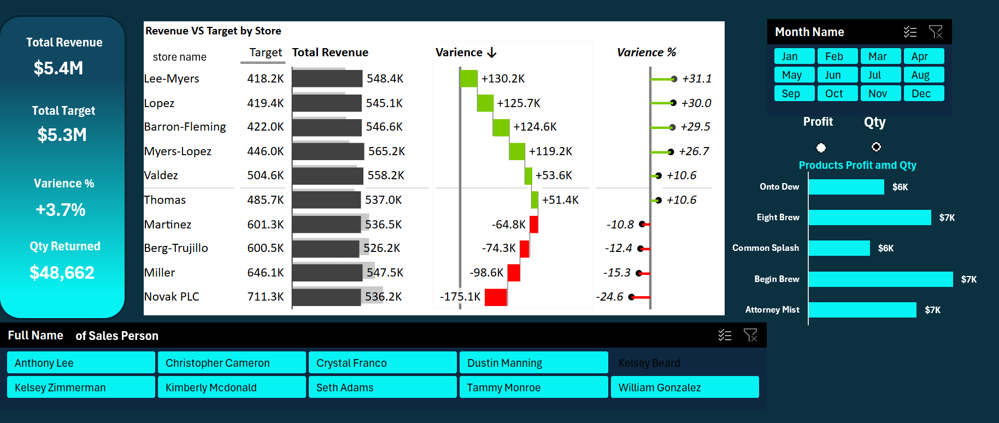 Total Revenue
$5.4M
Total Target
$5.3M
Varience %
+3.7%
Qty Returned
$48,662
Revenue VS Target by Store
store name Target Total Revenue Varience ↓ Varience %
Lee-Myers 418.2K 548.4K +130.2K +31.1
Lopez 419.4K 545.1K +125.7K +30.0
Barron-Fleming 422.0K 546.6K +124.6K +29.5
Myers-Lopez 446.0K 565.2K +119.2K +26.7
Valdez 504.6K 558.2K +53.6K +10.6
Thomas 485.7K 537.0K +51.4K +10.6
Martinez 601.3K 536.5K -64.8K -10.8
Berg-Trujillo 600.5K 526.2K -74.3K -12.4
Miller 646.1K 547.5K -98.6K -15.3
Novak PLC 711.3K 536.2K -175.1K -24.6
Month Name
Jan Feb Mar Apr
May Jun Jul Aug
Sep Oct Nov Dec
Profit Qty
Products Profit amd Qty
Onto Dew $6K
Eight Brew $7K
Common Splash $6K
Begin Brew $7K
Attorney Mist $7K
Full Name of Sales Person
Anthony Lee Christopher Cameron Crystal Franco Dustin Manning Kelsey Beard
Kelsey Zimmerman Kimberly Mcdonald Seth Adams Tammy Monroe William Gonzalez